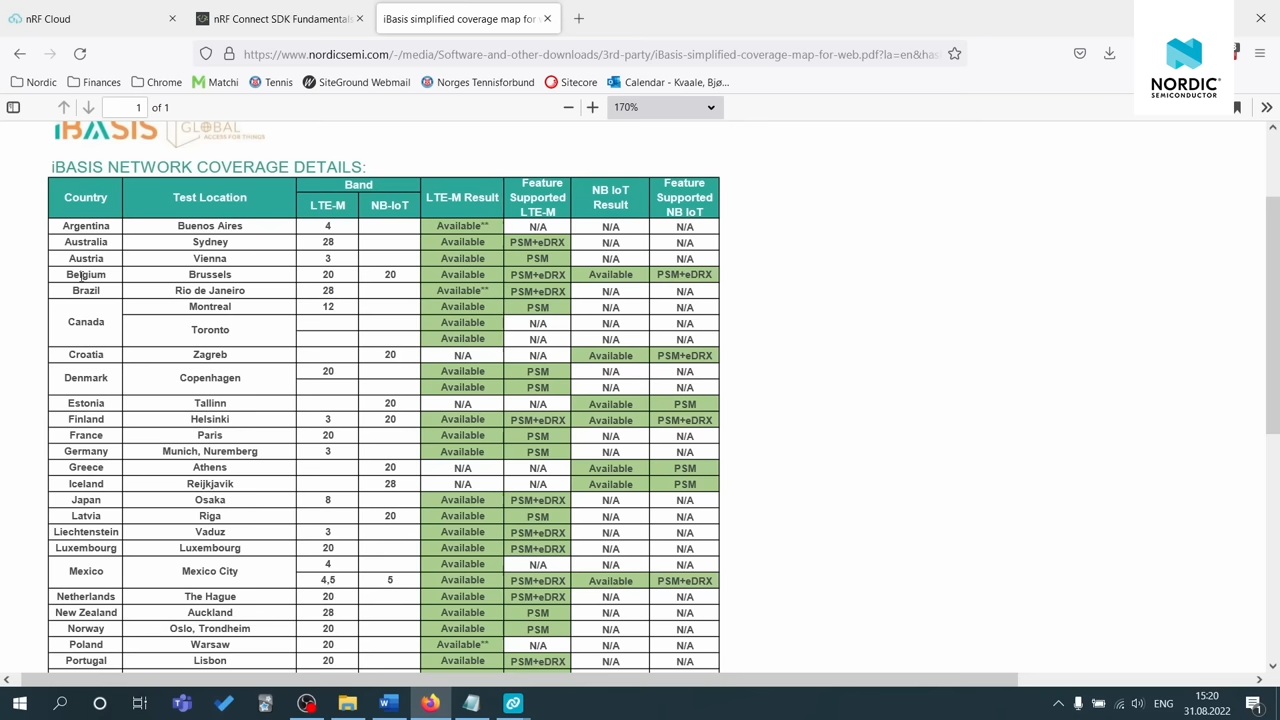 nRF Cloud
nRF Connect SDK Fundamentals
iBasis simplified coverage map for
https://www.nordicsemi.com/-/media/Software-and-other-downloads/3rd-party/iBasis-simplified-coverage-map-for-web.pdf?la=en&has
Nordic Finances Chrome Matchi Tennis SiteGround Webmail Norges Tennisforbund Sitecore Calendar - Kvaale, Bjø...
NORDIC
SEMICONDUCTOR
1 of 1 170%
iBASIS GLOBAL
ACCESS FOR THINGS
iBASIS NETWORK COVERAGE DETAILS:
Country Test Location Band LTE-M NB-IoT LTE-M Result Feature Supported LTE-M NB IoT Result Feature Supported NB IoT
Argentina Buenos Aires 4 Available** N/A N/A N/A
Australia Sydney 28 Available PSM+eDRX N/A N/A
Austria Vienna 3 Available PSM N/A N/A
Belgium Brussels 20 20 Available PSM+eDRX Available PSM+eDRX
Brazil Rio de Janeiro 28 Available** PSM+eDRX N/A N/A
Canada Montreal 12 Available PSM N/A N/A
Toronto Available N/A N/A N/A
Available N/A N/A N/A
Croatia Zagreb 20 N/A N/A Available PSM+eDRX
Denmark Copenhagen 20 Available PSM N/A N/A
Available PSM N/A N/A
Estonia Tallinn 20 N/A N/A Available PSM
Finland Helsinki 3 20 Available PSM+eDRX Available PSM+eDRX
France Paris 20 Available PSM N/A N/A
Germany Munich, Nuremberg 3 Available PSM N/A N/A
Greece Athens 20 N/A N/A Available PSM
Iceland Reijkjavik 28 N/A N/A Available PSM
Japan Osaka 8 Available PSM+eDRX N/A N/A
Latvia Riga 20 Available PSM N/A N/A
Liechtenstein Vaduz 3 Available PSM+eDRX N/A N/A
Luxembourg Luxembourg 20 Available PSM+eDRX N/A N/A
Mexico Mexico City 4 Available N/A N/A N/A
4,5 5 Available PSM+eDRX Available PSM+eDRX
Netherlands The Hague 20 Available PSM+eDRX N/A N/A
New Zealand Auckland 28 Available PSM N/A N/A
Norway Oslo, Trondheim 20 Available PSM N/A N/A
Poland Warsaw 20 Available** N/A N/A N/A
Portugal Lisbon 20 Available PSM+eDRX N/A N/A
ENG
15:20
31.08.2022